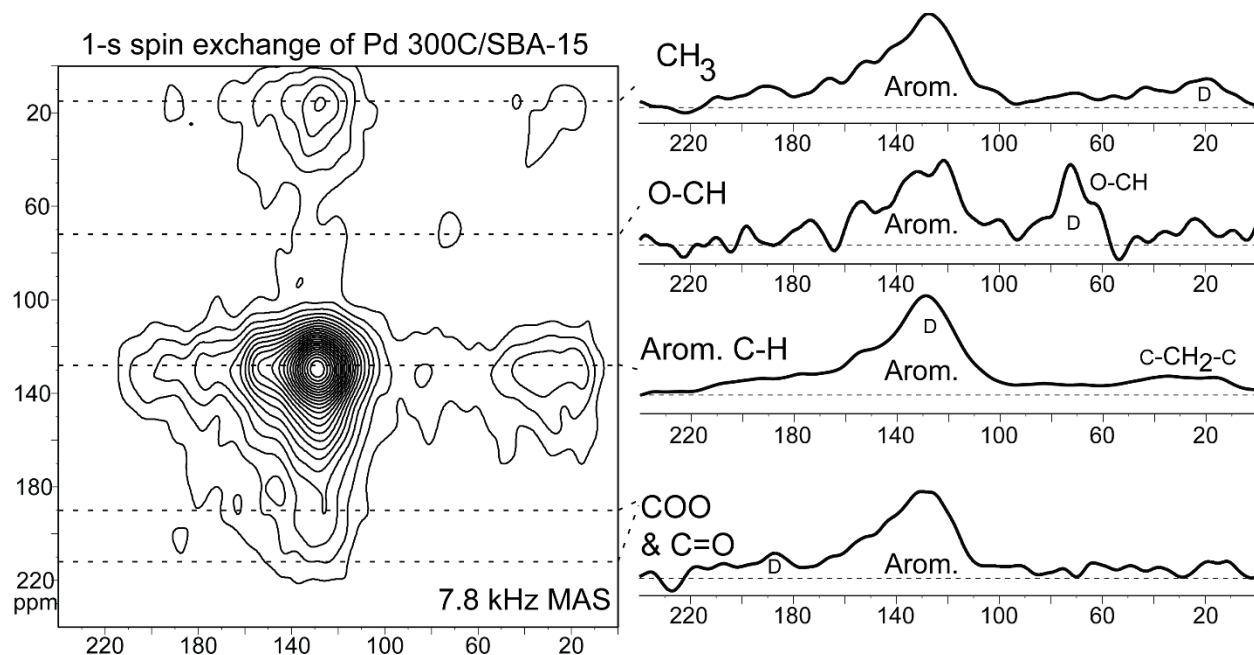 1-s spin exchange of Pd 300C/SBA-15
20
60
100
140
180
220
ppm
7.8 kHz MAS
220 180 140 100 60 20
CH3
Arom.
D
220 180 140 100 60 20
O-CH
Arom.
D
O-CH
220 180 140 100 60 20
Arom. C-H
D
Arom.
C-CH2-C
220 180 140 100 60 20
COO
& C=O
D
Arom.
220 180 140 100 60 20